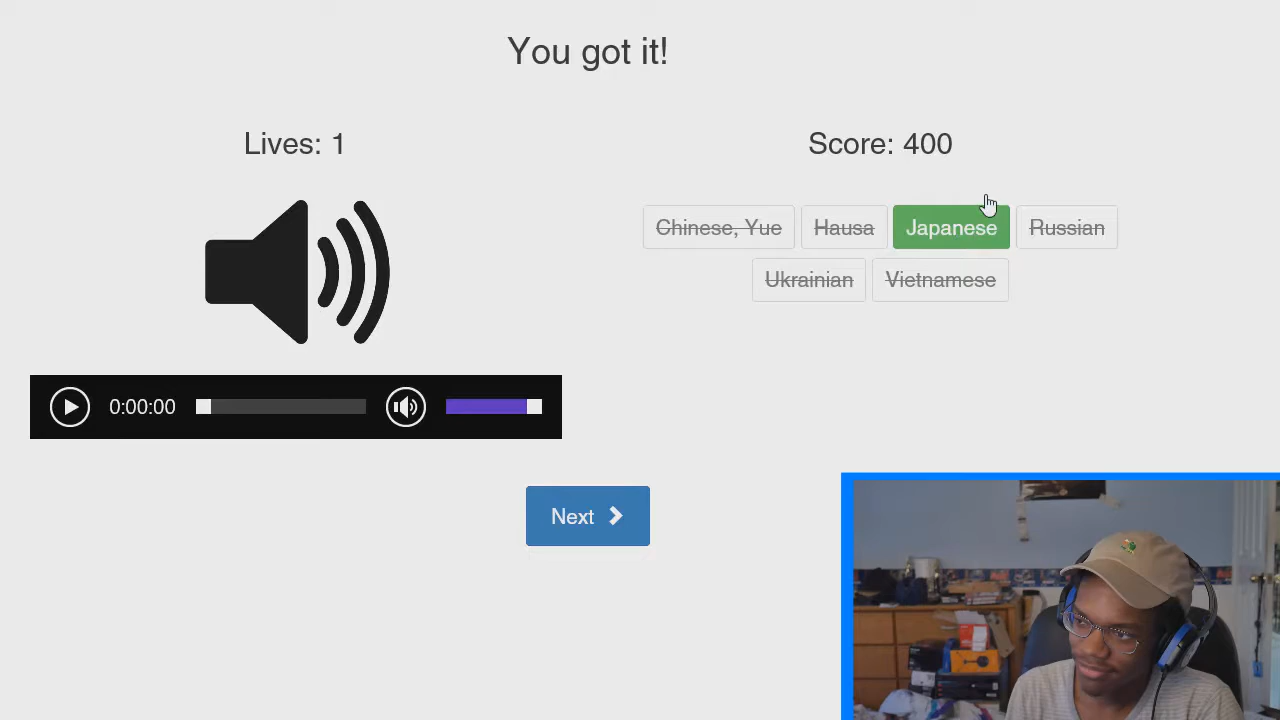 You got it!
Lives: 1
Score: 400
Chinese, Yue
Hausa
Japanese
Russian
Ukrainian
Vietnamese
0:00:00
Next